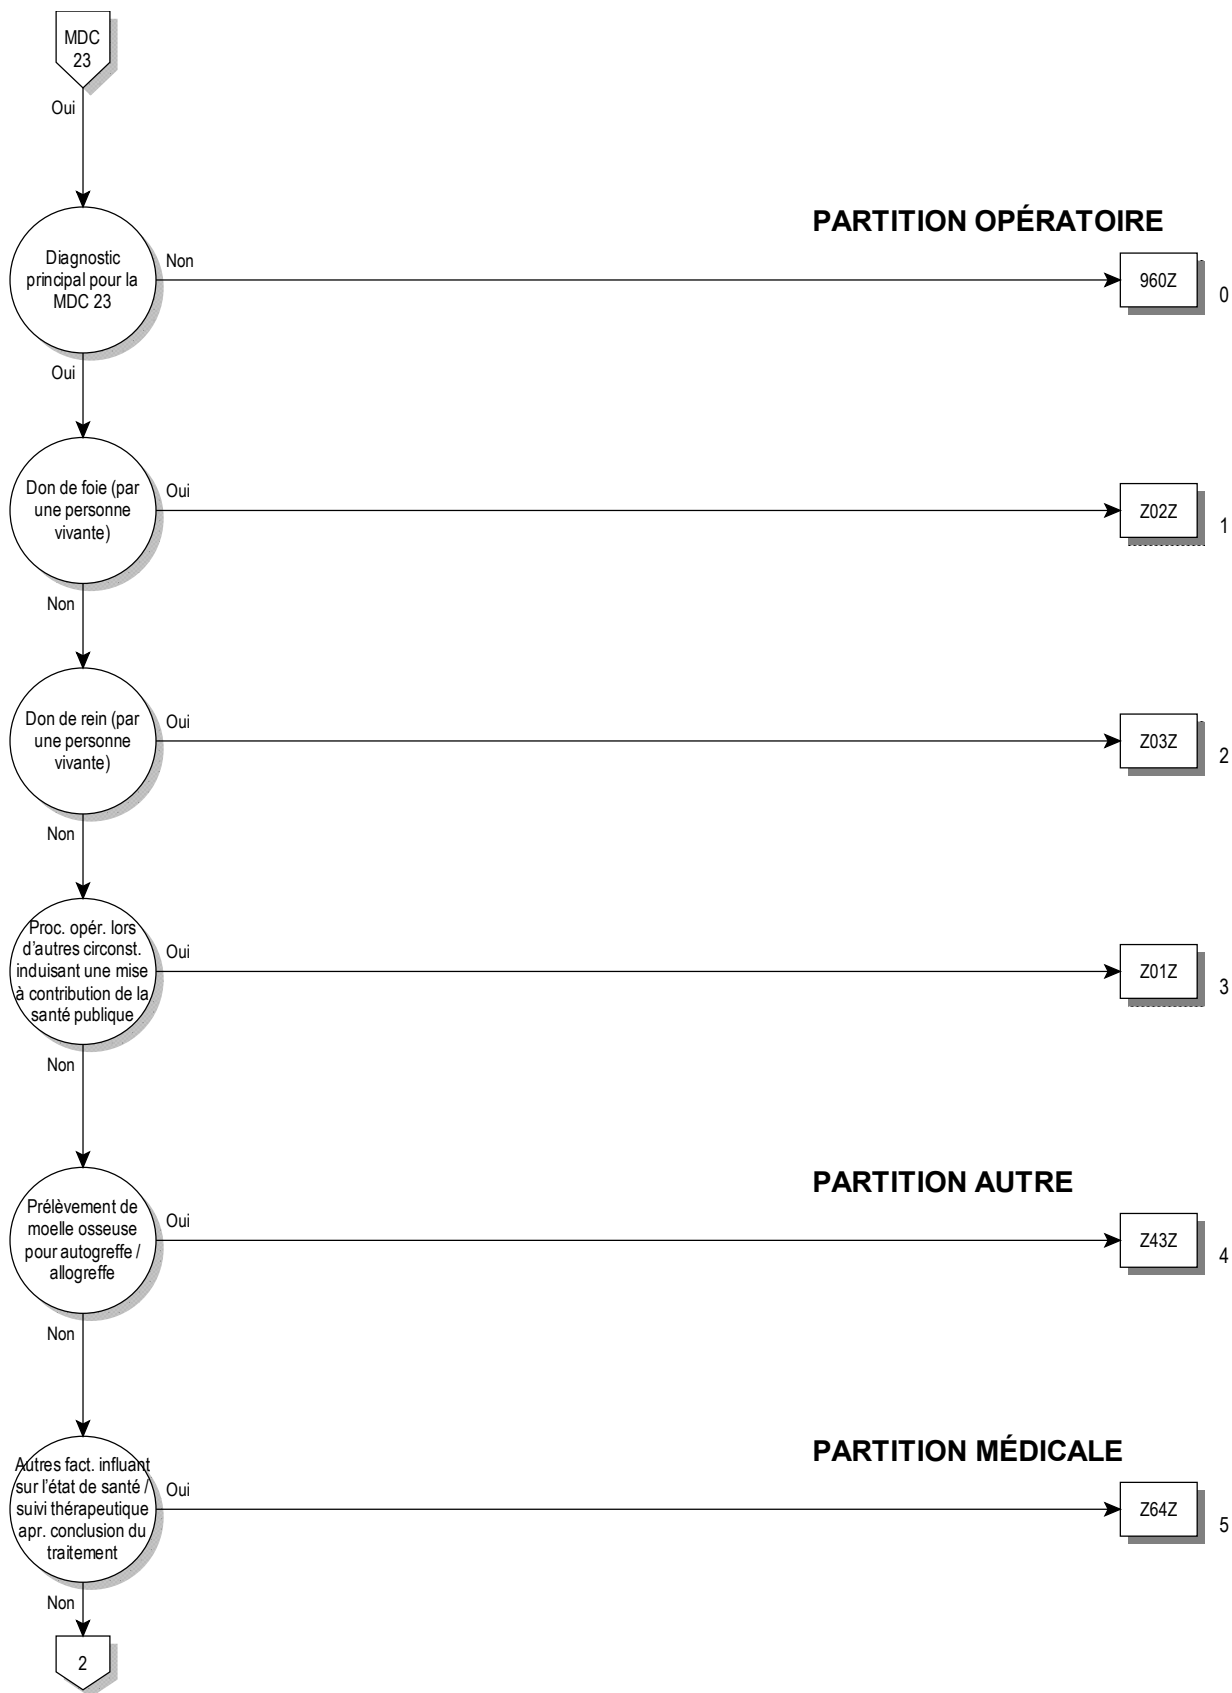 MDC
23
Oui
PARTITION OPÉRATOIRE
Diagnostic
principal pour la
MDC 23
Non
960Z
0
Oui
Don de foie (par
une personne
vivante)
Oui
Z02Z
1
Non
Don de rein (par
une personne
vivante)
Oui
Z03Z
2
Non
Proc. opér. lors
d'autres circonst.
induisant une mise
à contribution de la
santé publique
Oui
Z01Z
3
Non
PARTITION AUTRE
Prélèvement de
moelle osseuse
pour autogreffe /
allogreffe
Oui
Z43Z
4
Non
PARTITION MÉDICALE
Autres fact. influant
sur l'état de santé /
suivi thérapeutique
apr. conclusion du
traitement
Oui
Z64Z
5
Non
2